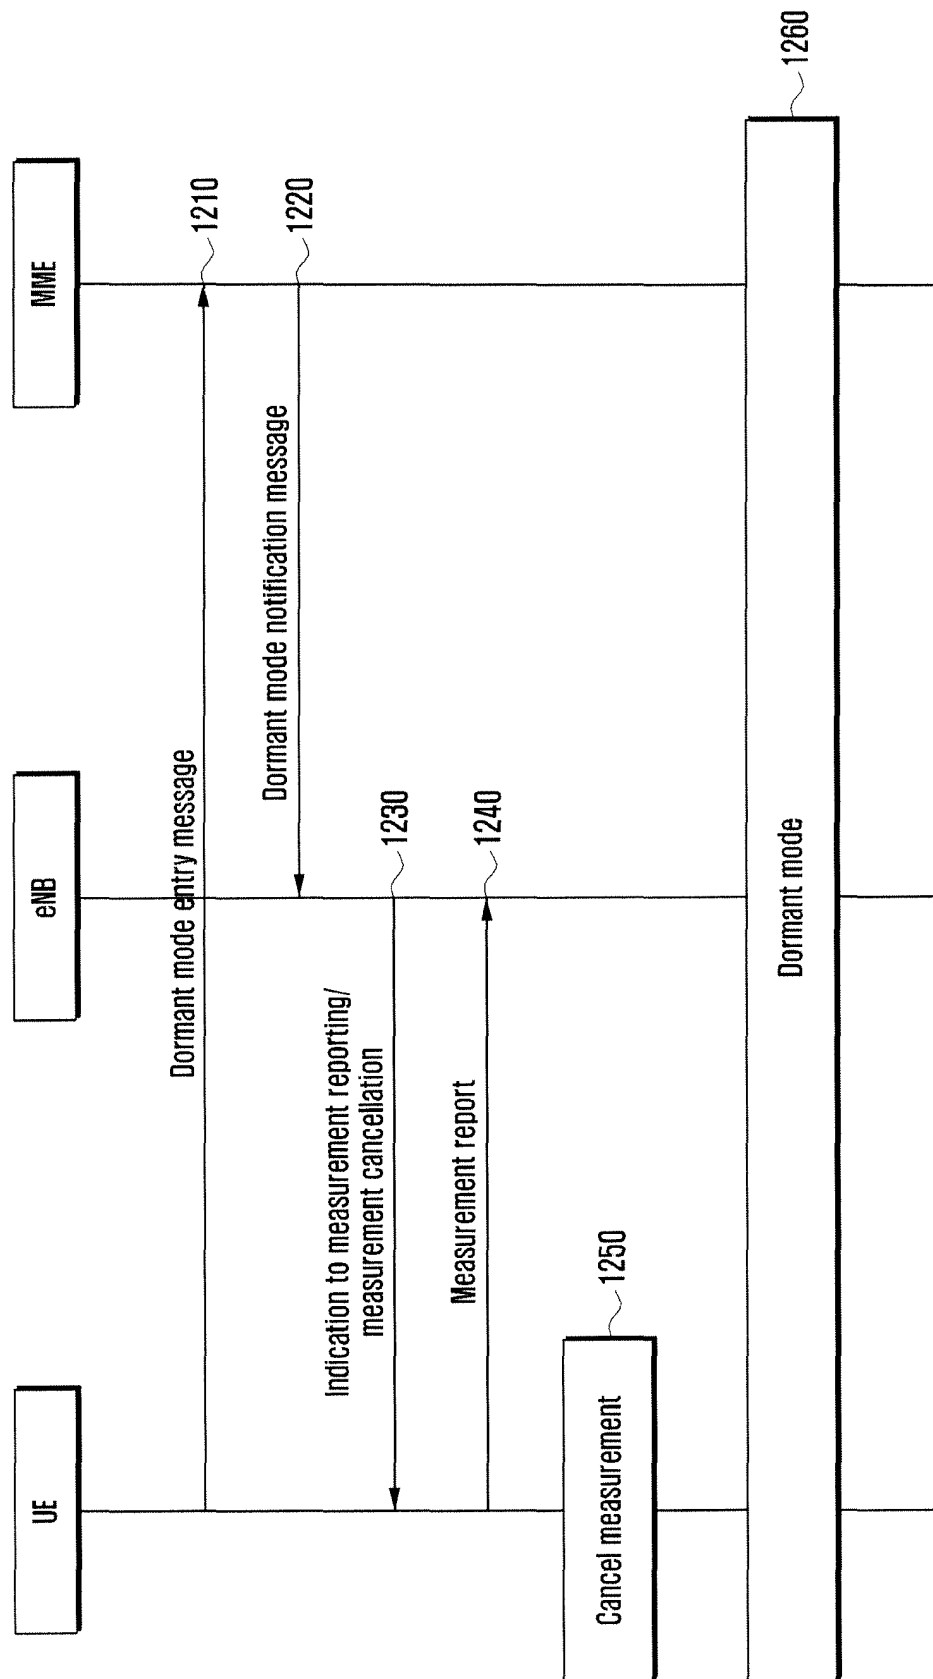 UE
eNB
MME
Dormant mode entry message
1210
Dormant mode notification message
1220
Indication to measurement reporting/
measurement cancellation
1230
Measurement report
1240
Cancel measurement
1250
Dormant mode
1260